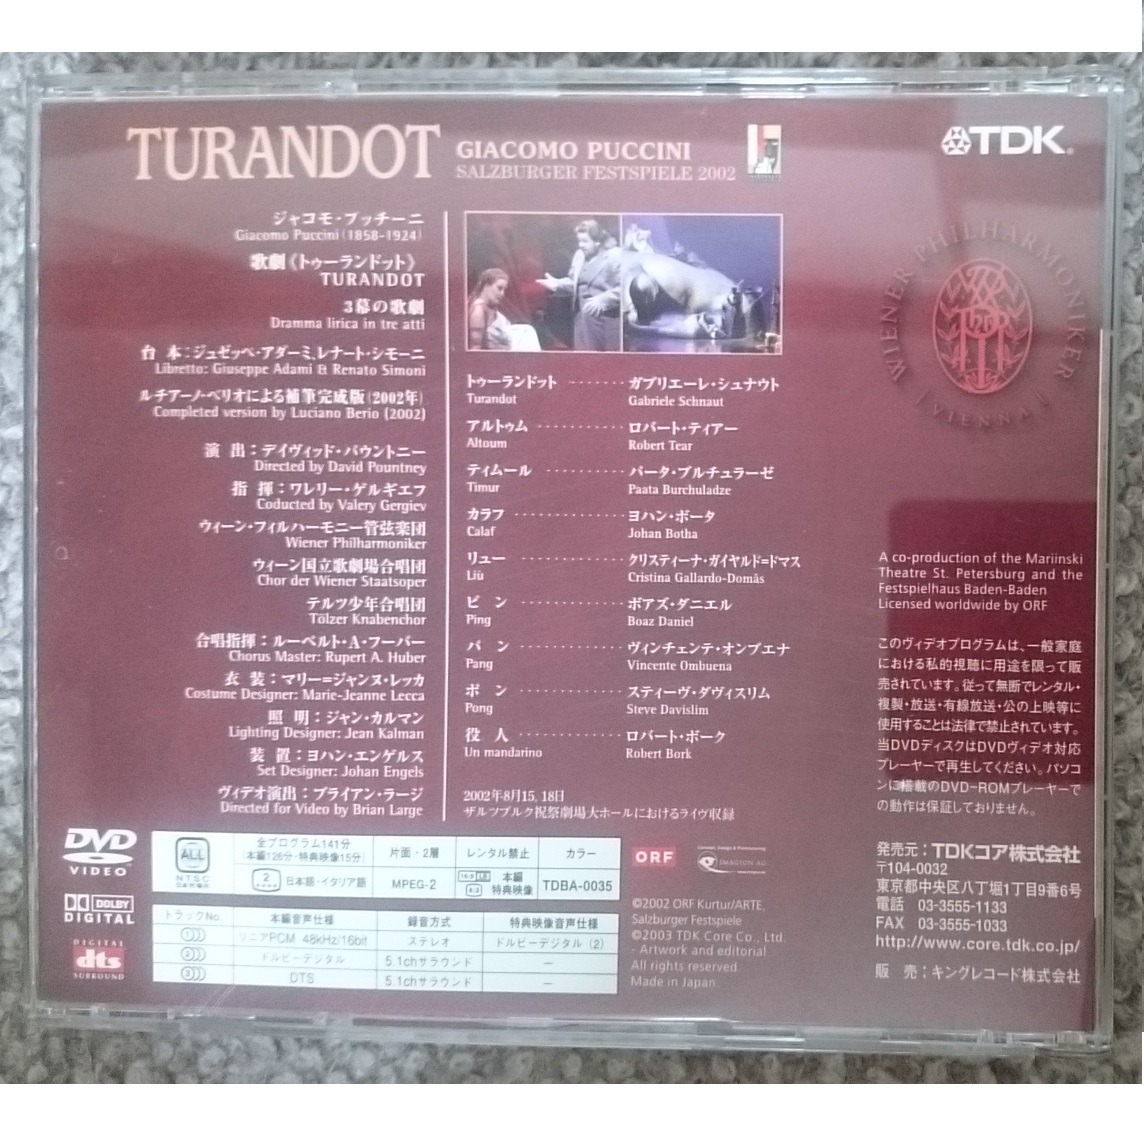 TURANDOT
GIACOMO PUCCINI
SALZBURGER FESTSPIELE 2002
TDK
ジャコモ・プッチーニ
Giacomo Puccini (1858-1924)
歌劇《トゥーランドット》
TURANDOT
3幕の歌劇
Dramma lirica in tre atti
台 本：ジュゼッペ・アダーミ、レナート・シモーニ
Libretto: Giuseppe Adami & Renato Simoni
ルチアーノ・ベリオによる補筆完成版（2002年）
Completed version by Luciano Berio (2002)
演 出：デイヴィッド・パウントニー
Directed by David Pountney
指 揮：ワレリー・ゲルギエフ
Coducted by Valery Gergiev
ウィーン・フィルハーモニー管弦楽団
Wiener Philharmoniker
ウィーン国立歌劇場合唱団
Chor der Wiener Staatsoper
テルツ少年合唱団
Tölzer Knabenchor
合唱指揮：ルーペルト・A・フーバー
Chorus Master: Rupert A. Huber
衣 装：マリー＝ジャンヌ・レッカ
Costume Designer: Marie-Jeanne Lecca
照 明：ジャン・カルマン
Lighting Designer: Jean Kalman
装 置：ヨハン・エンゲルス
Set Designer: Johan Engels
ヴィデオ演出：ブライアン・ラージ
Directed for Video by Brian Large
トゥーランドット ······· ガブリエーレ・シュナウト
Turandot Gabriele Schnaut
アルトゥム ············ ロバート・ティアー
Altoum Robert Tear
ティムール ··········· パータ・ブルチュラーゼ
Timur Paata Burchuladze
カラフ ·············· ヨハン・ボータ
Calaf Johan Botha
リュー ·············· クリスティーナ・ガイヤルド=ドマス
Liù Cristina Gallardo-Domâs
ピン ·············· ボアズ・ダニエル
Ping Boaz Daniel
パン ·············· ヴィンチェンテ・オンブエナ
Pang Vincente Ombuena
ポン ·············· スティーヴ・ダヴィスリム
Pong Steve Davislim
役人 ·············· ロバート・ボーク
Un mandarino Robert Bork
2002年8月15、18日
ザルツブルク祝祭劇場大ホールにおけるライヴ収録
WIENER PHILHARMONIKER
VIENNA
A co-production of the Mariinski
Theatre St. Petersburg and the
Festspielhaus Baden-Baden
Licensed worldwide by ORF
このヴィデオプログラムは、一般家庭
における私的視聴に用途を限って販
売されています。従って無断でレンタル・
複製・放送・有線放送・公の上映等に
使用することは法律で禁止されています。
当DVDディスクはDVDヴィデオ対応
プレーヤーで再生してください。パソコ
ンに搭載のDVD-ROMプレーヤーで
の動作は保証しておりません。
発売元：TDKコア株式会社
〒104-0032
東京都中央区八丁堀1丁目9番6号
電話 03-3555-1133
FAX 03-3555-1033
http://www.core.tdk.co.jp/
販 売：キングレコード株式会社
DVD
VIDEO
DOLBY
DIGITAL
DIGITAL
dts
SURROUND
ALL
NTSC
日本市場向
全プログラム141分
（本編126分・特典映像15分）
片面・2層
レンタル禁止
カラー
2
日本語・イタリア語
MPEG-2
16:9 LB 本編
4:3 特典映像
TDBA-0035
トラックNo. 本編音声仕様 録音方式 特典映像音声仕様
1 リニアPCM 48kHz/16bit ステレオ ドルビーデジタル (2)
2 ドルビーデジタル 5.1chサラウンド －
3 DTS 5.1chサラウンド －
ORF
IMAGION AG
©2002 ORF Kurtur/ARTE,
Salzburger Festspiele
©2003 TDK Core Co., Ltd.
- Artwork and editorial
All rights reserved.
Made in Japan